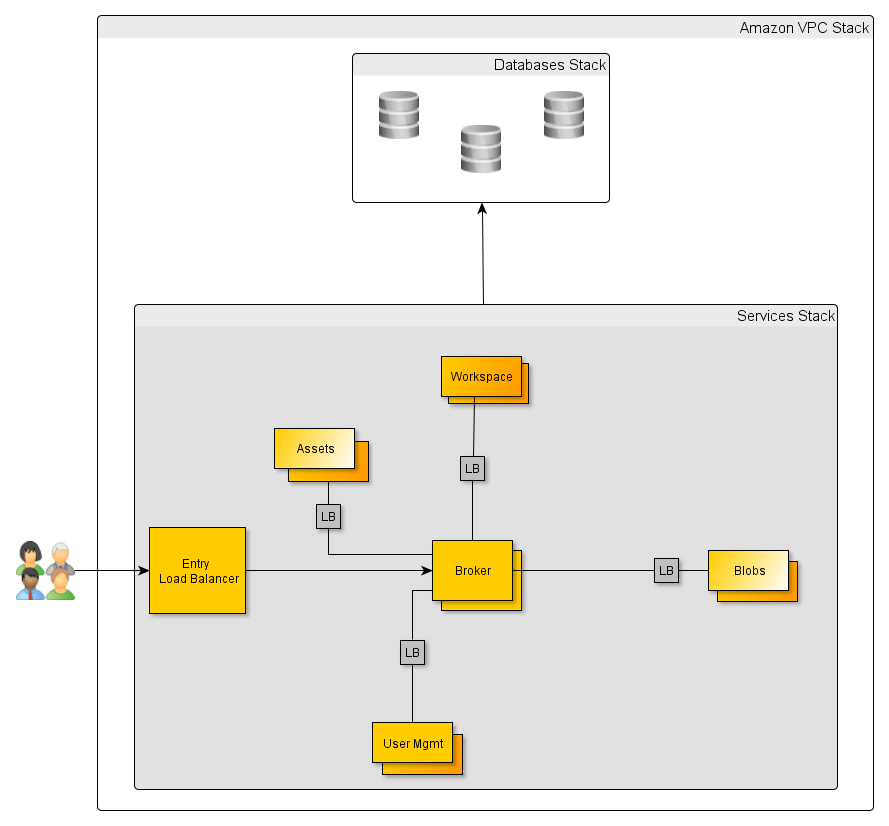 Amazon VPC Stack
Databases Stack
Services Stack
Workspace
Assets
LB
LB
Entry
Load Balancer
Broker
LB
Blobs
LB
User Mgmt